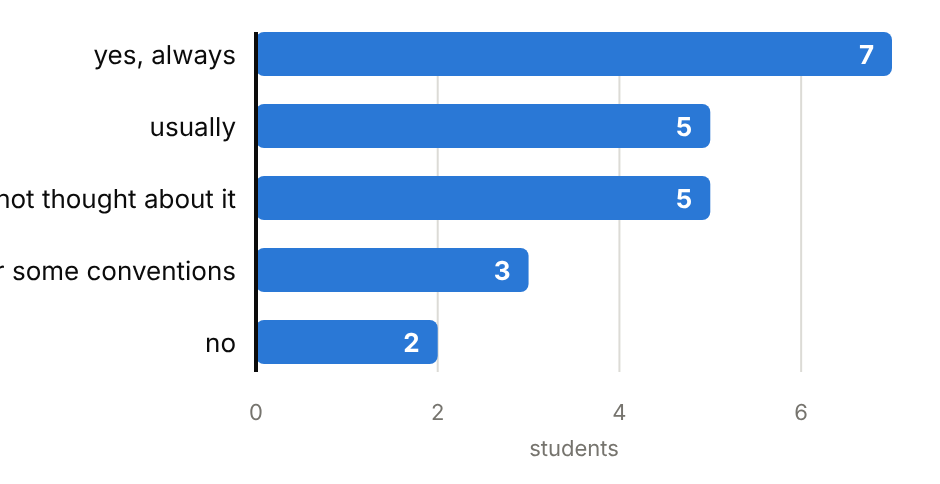 yes, always 7
usually 5
not thought about it 5
some conventions 3
no 2
0 2 4 6
students